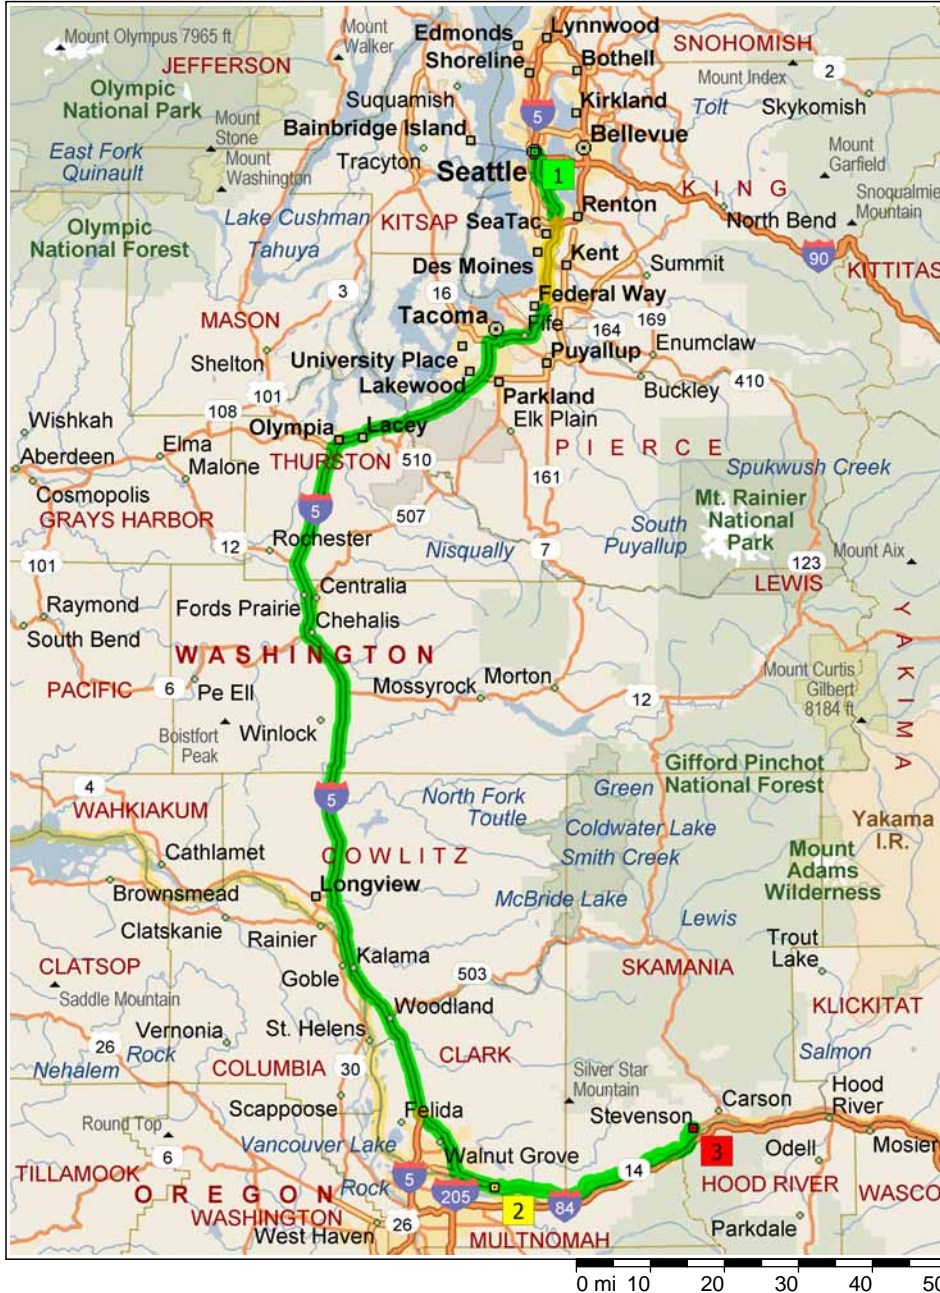 Mount Olympus 7965 ft
JEFFERSON
Mount
Walker
Edmonds
Lynnwood
Shoreline
Bothell
SNOHOMISH
Mount Index
2
Olympic
National Park
Suquamish
Kirkland
Tolt
Skykomish
5
Mount
Stone
Bainbridge Island
Bellevue
East Fork
Quinault
Mount
Washington
Tracyton
Seattle
1
Mount
Garfield
KING
Snoqualmie
Mountain
Lake Cushman
KITSAP
Renton
North Bend
Olympic
National Forest
Tahuya
SeaTac
90
Des Moines
Kent
Summit
KITTITAS
3
16
Federal Way
MASON
Tacoma
Fife
164
169
Enumclaw
Shelton
University Place
Puyallup
Lakewood
Buckley
410
101
Parkland
108
Wishkah
Olympia
Lacey
Elk Plain
Aberdeen
Elma
Malone
THURSTON
510
PIERCE
Spukwush Creek
161
Cosmopolis
GRAYS HARBOR
5
507
Mt. Rainier
National
Park
South
Puyallup
12
Rochester
Nisqually
7
Mount Aix
101
123
LEWIS
Centralia
Raymond
Fords Prairie
Chehalis
South Bend
YAKIMA
WASHINGTON
PACIFIC
6
Pe Ell
Mossyrock
Morton
12
Mount Curtis
Gilbert
8184 ft
Boistfort
Peak
Winlock
Gifford Pinchot
National Forest
4
5
North Fork
Toutle
Green
WAHKIAKUM
Coldwater Lake
Yakama
I.R.
Cathlamet
COWLITZ
Smith Creek
Mount
Adams
Wilderness
Brownsmead
Longview
McBride Lake
Clatskanie
Rainier
Lewis
Trout
Lake
CLATSOP
Goble
Kalama
503
SKAMANIA
Saddle Mountain
Woodland
KLICKITAT
Vernonia
St. Helens
26
Rock
Nehalem
COLUMBIA
30
CLARK
Salmon
Silver Star
Mountain
Scappoose
Felida
Stevenson
Carson
Hood
River
Round Top
Vancouver Lake
Walnut Grove
3
Odell
Mosier
TILLAMOOK
6
14
OREGON
Rock
5
205
84
HOOD RIVER
WASCO
WASHINGTON
26
2
Parkdale
West Haven
MULTNOMAH
0 mi 10 20 30 40 50